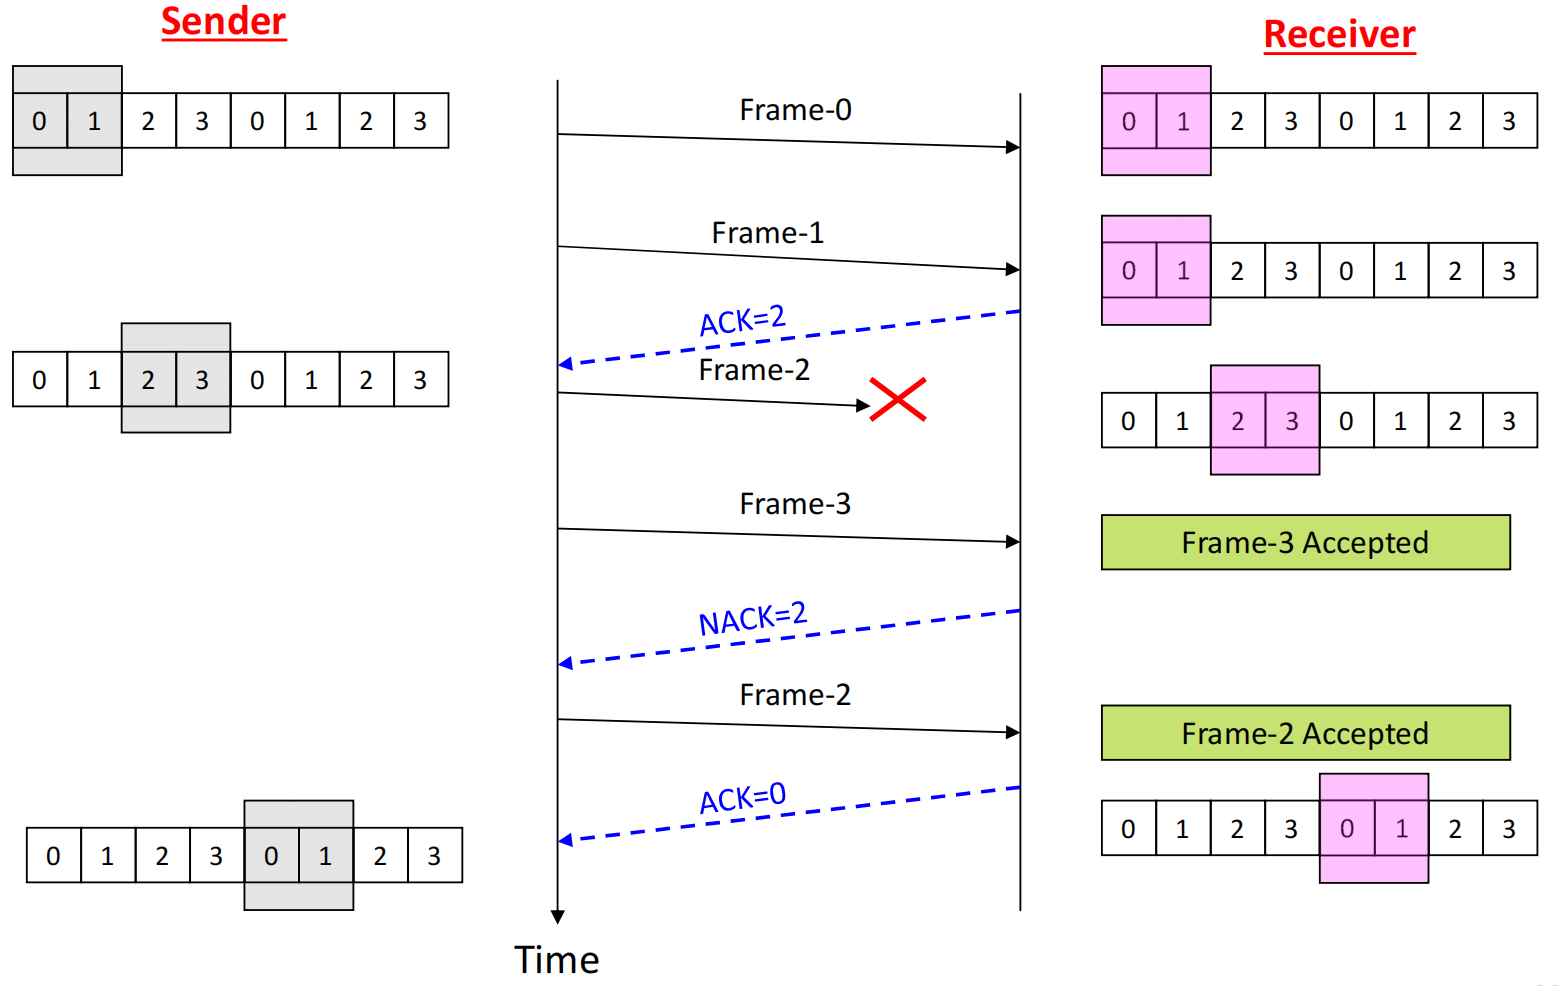 Sender
Receiver
0 1 2 3 0 1 2 3
Frame-0
0 1 2 3 0 1 2 3
Frame-1
0 1 2 3 0 1 2 3
ACK=2
0 1 2 3 0 1 2 3
Frame-2
0 1 2 3 0 1 2 3
Frame-3
Frame-3 Accepted
NACK=2
Frame-2
Frame-2 Accepted
ACK=0
0 1 2 3 0 1 2 3
0 1 2 3 0 1 2 3
Time